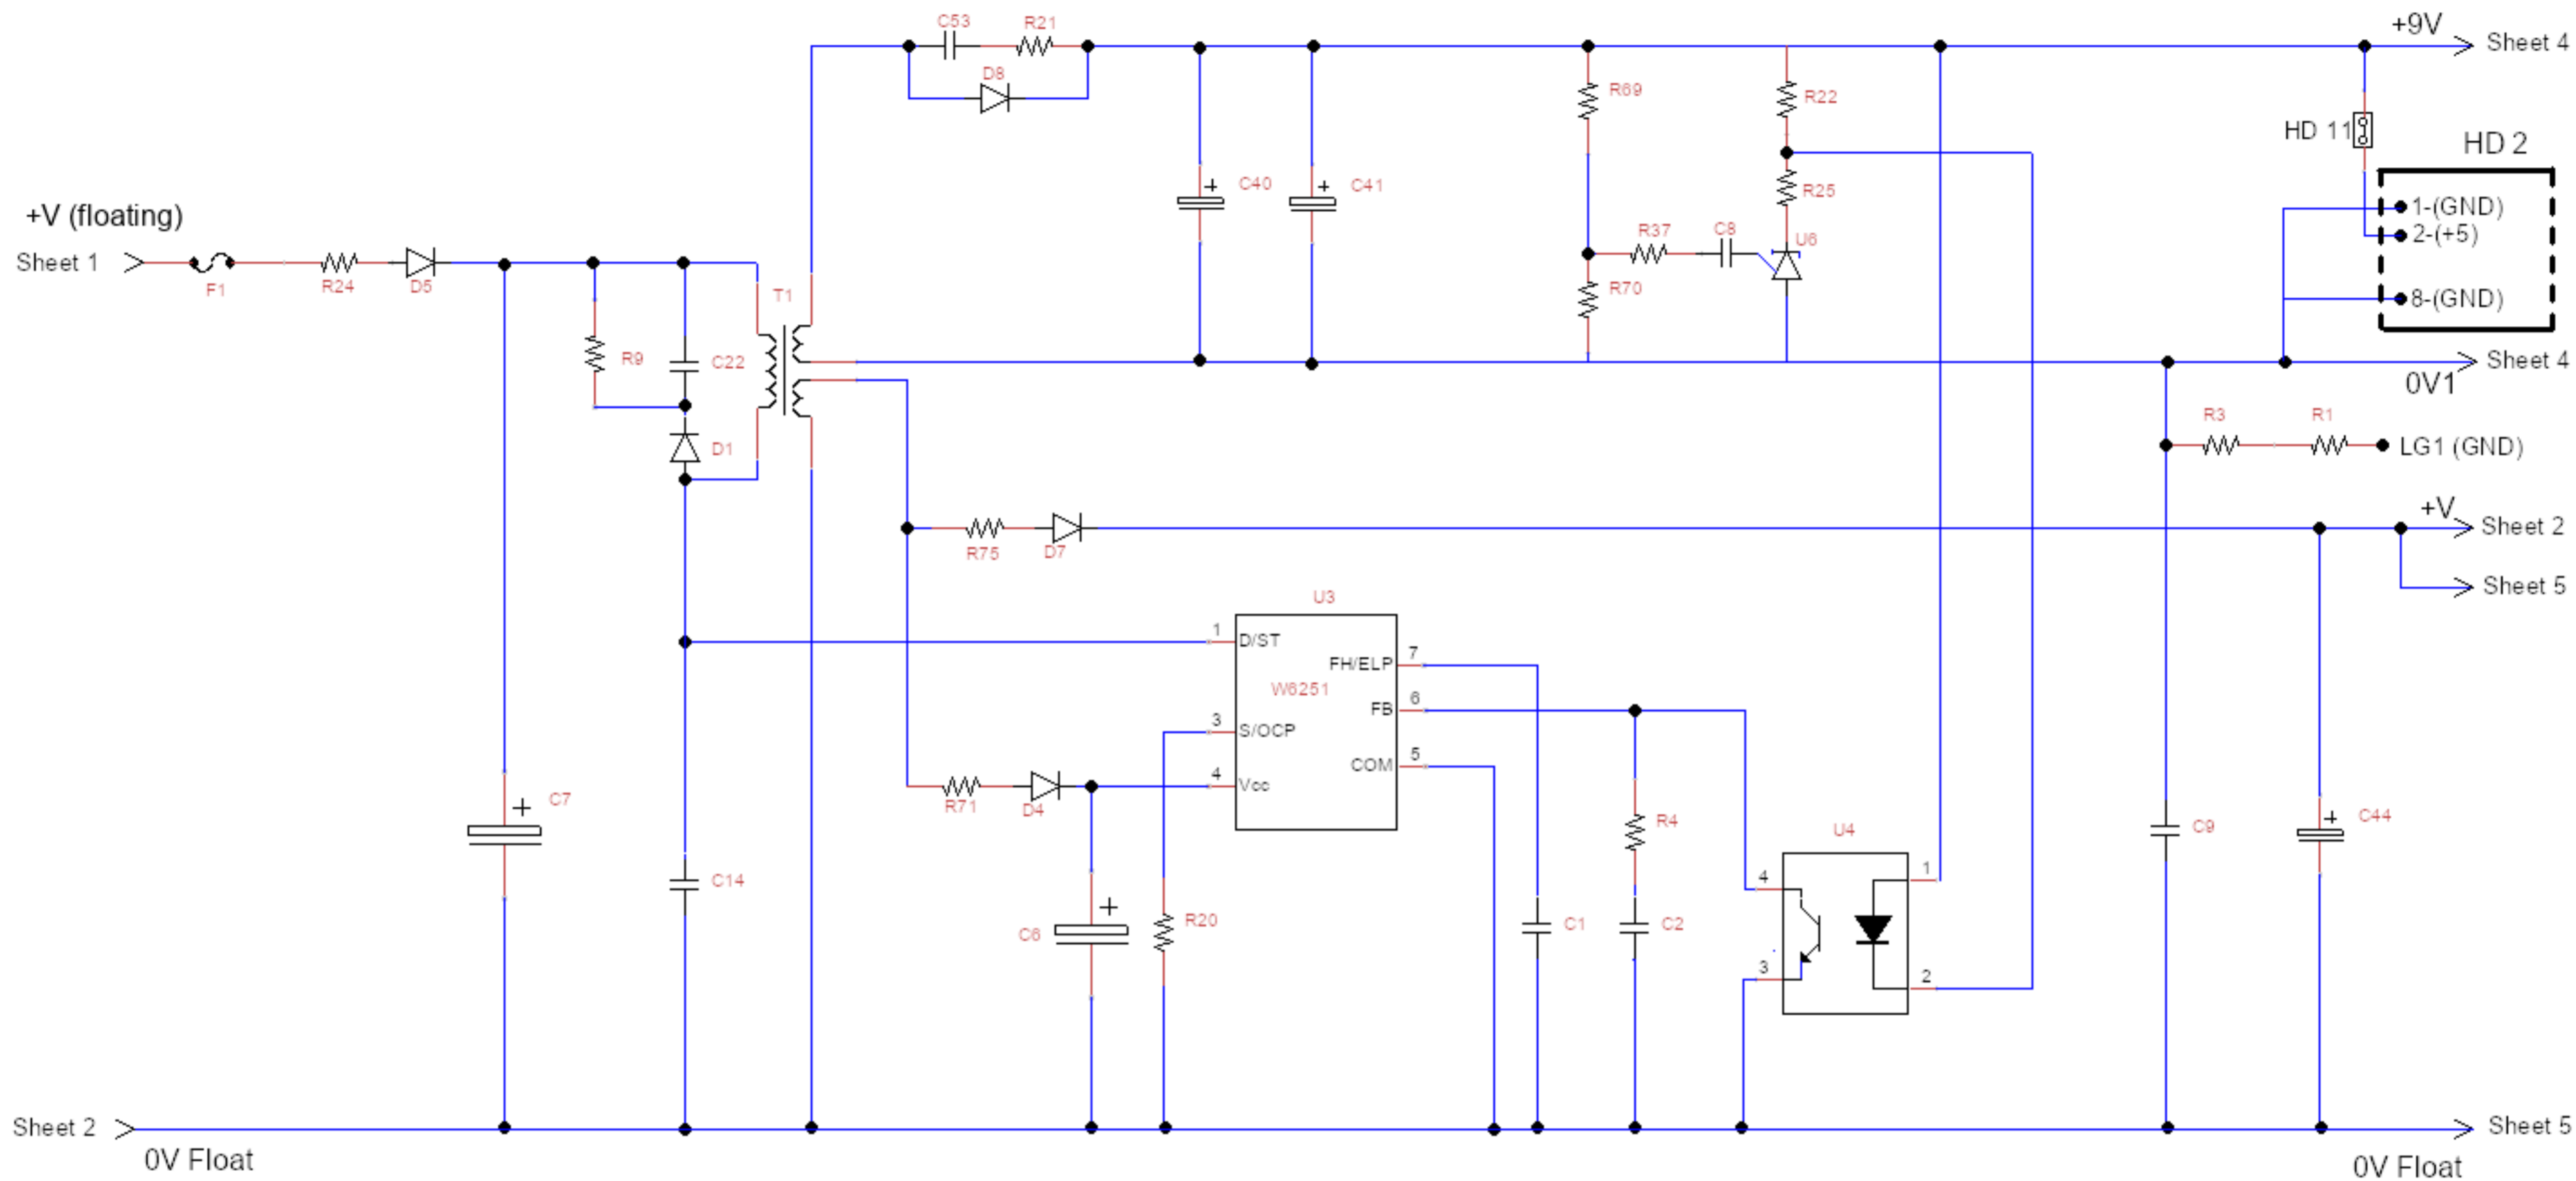 C53 R21
+9V
Sheet 4
D8
R69
R22
HD 11
HD 2
+
C40
+
C41
R25
+V (floating)
1-(GND)
2-(+5)
Sheet 1
F1
R24
D5
T1
R37
C8
U6
R70
8-(GND)
R9
C22
Sheet 4
0V1
D1
R3
R1
LG1 (GND)
+V
Sheet 2
R75
D7
Sheet 5
U3
1
D/ST
FH/ELP
7
W6251
FB
6
3
S/OCP
COM
5
4
Vcc
R71
D4
+
C7
R4
U4
C9
+
C44
C14
4
1
+
C6
R20
C1
C2
3
2
Sheet 2
0V Float
Sheet 5
0V Float